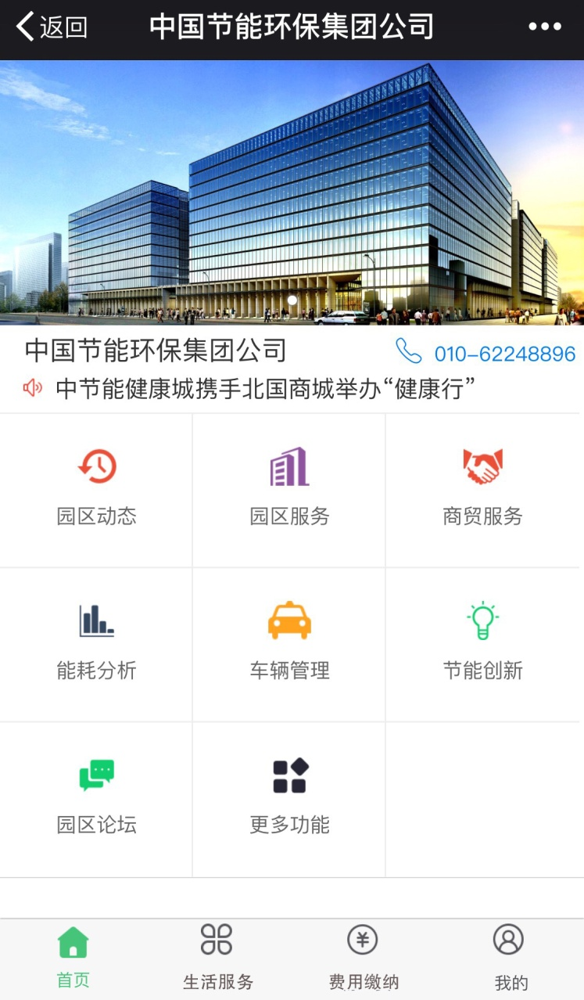 返回 中国节能环保集团公司
中国节能环保集团公司 010-62248896
中节能健康城携手北国商城举办“健康行”
园区动态 园区服务 商贸服务
能耗分析 车辆管理 节能创新
园区论坛 更多功能
首页 生活服务 费用缴纳 我的